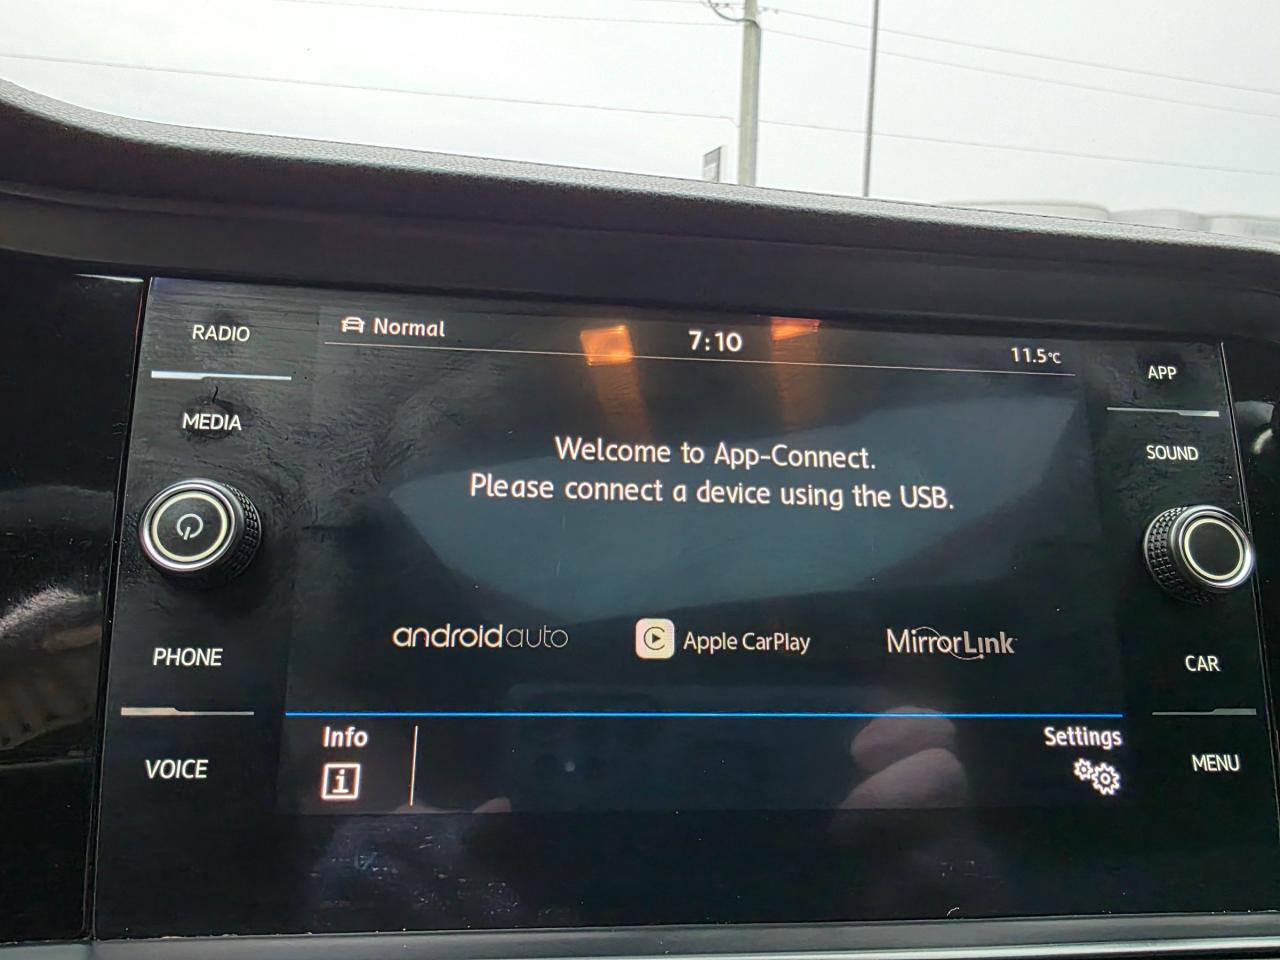 RADIO
MEDIA
PHONE
VOICE
Normal
7:10
11.5°C
Welcome to App-Connect.
Please connect a device using the USB.
androidauto
Apple CarPlay
MirrorLink
Info
Settings
APP
SOUND
CAR
MENU